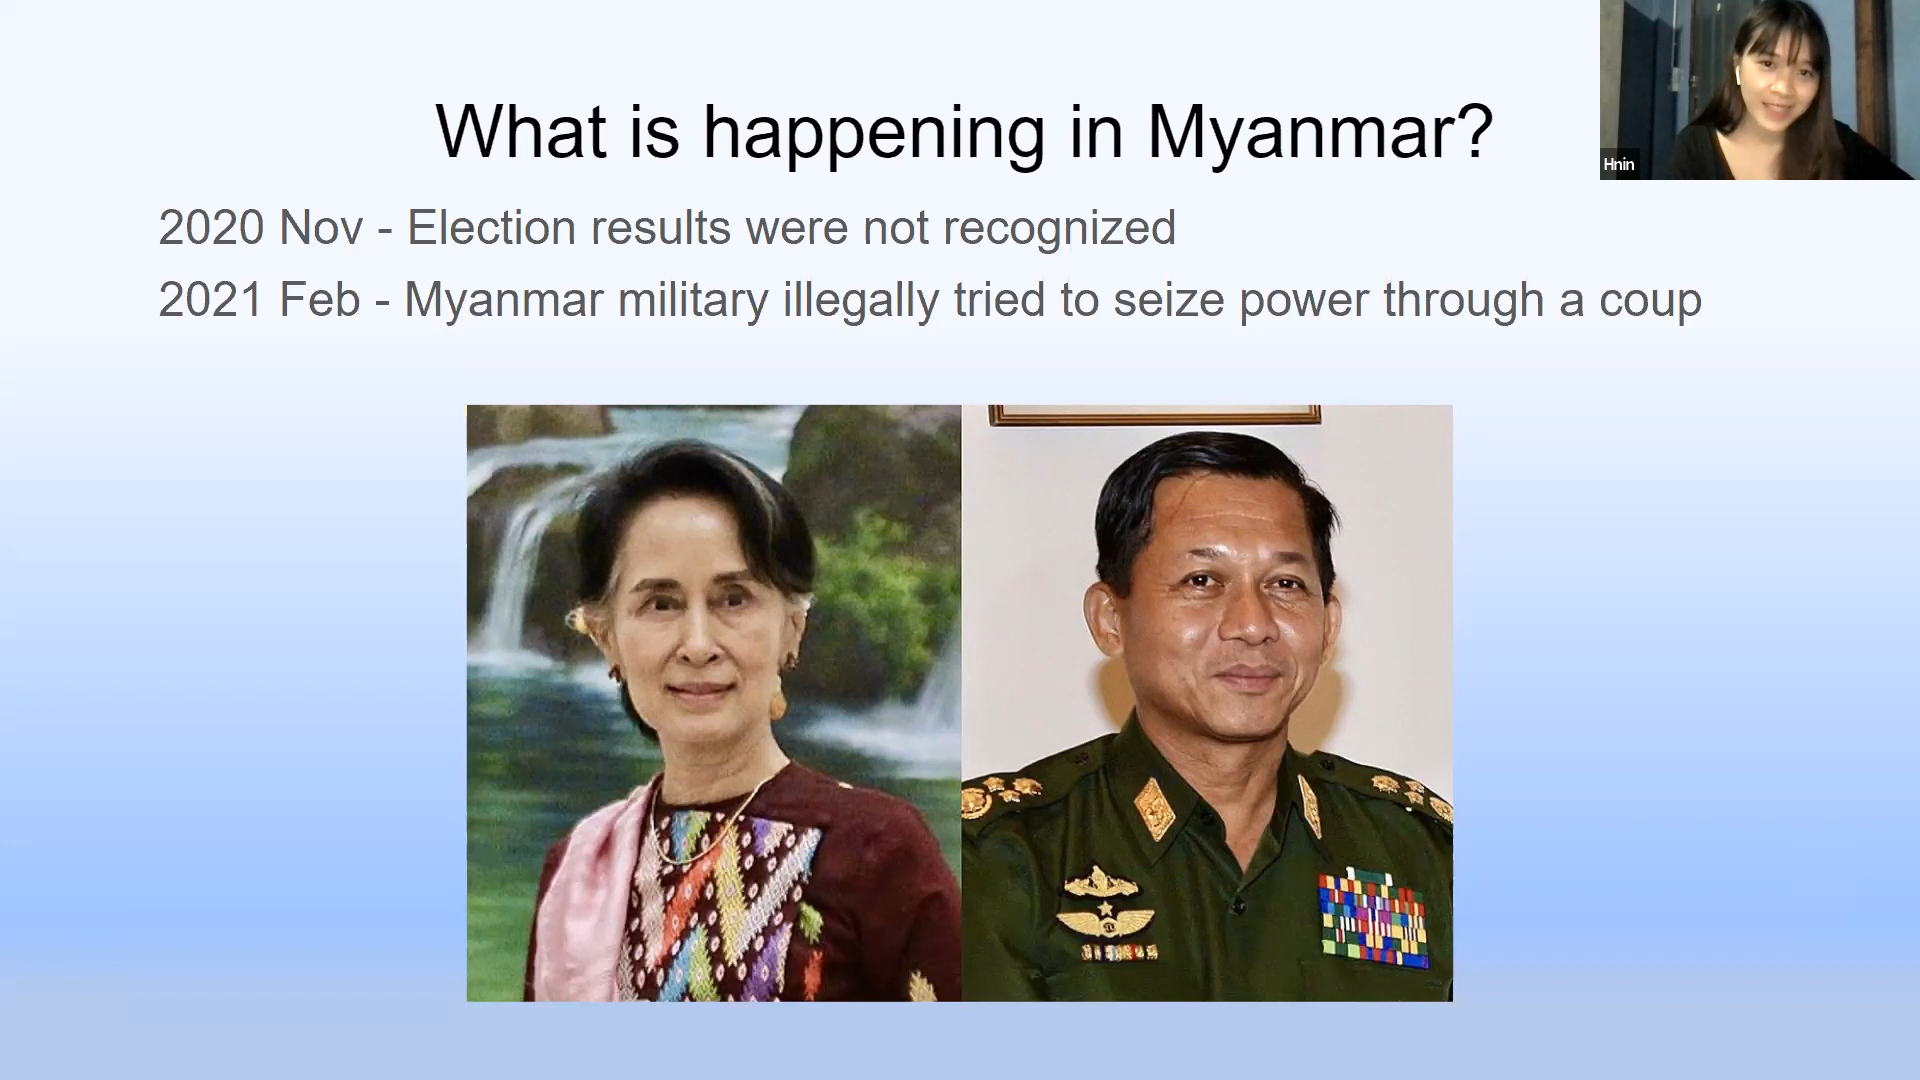 What is happening in Myanmar?
Hnin
2020 Nov - Election results were not recognized
2021 Feb - Myanmar military illegally tried to seize power through a coup